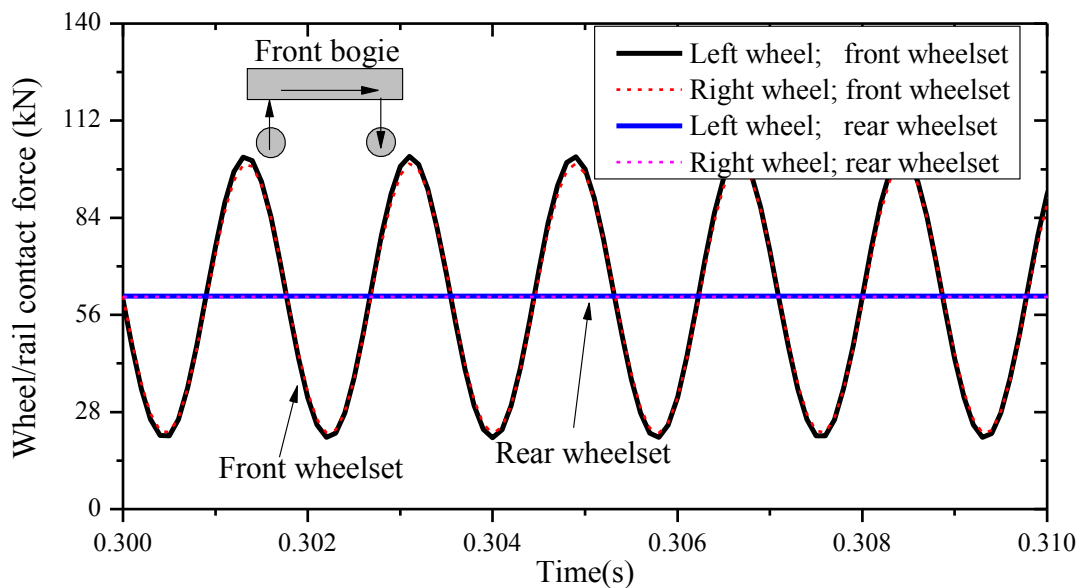 140
112
84
56
28
0
Wheel/rail contact force (kN)
Front bogie
Left wheel; front wheelset
Right wheel; front wheelset
Left wheel; rear wheelset
Right wheel; rear wheelset
Front wheelset
Rear wheelset
0.300 0.302 0.304 0.306 0.308 0.310
Time(s)